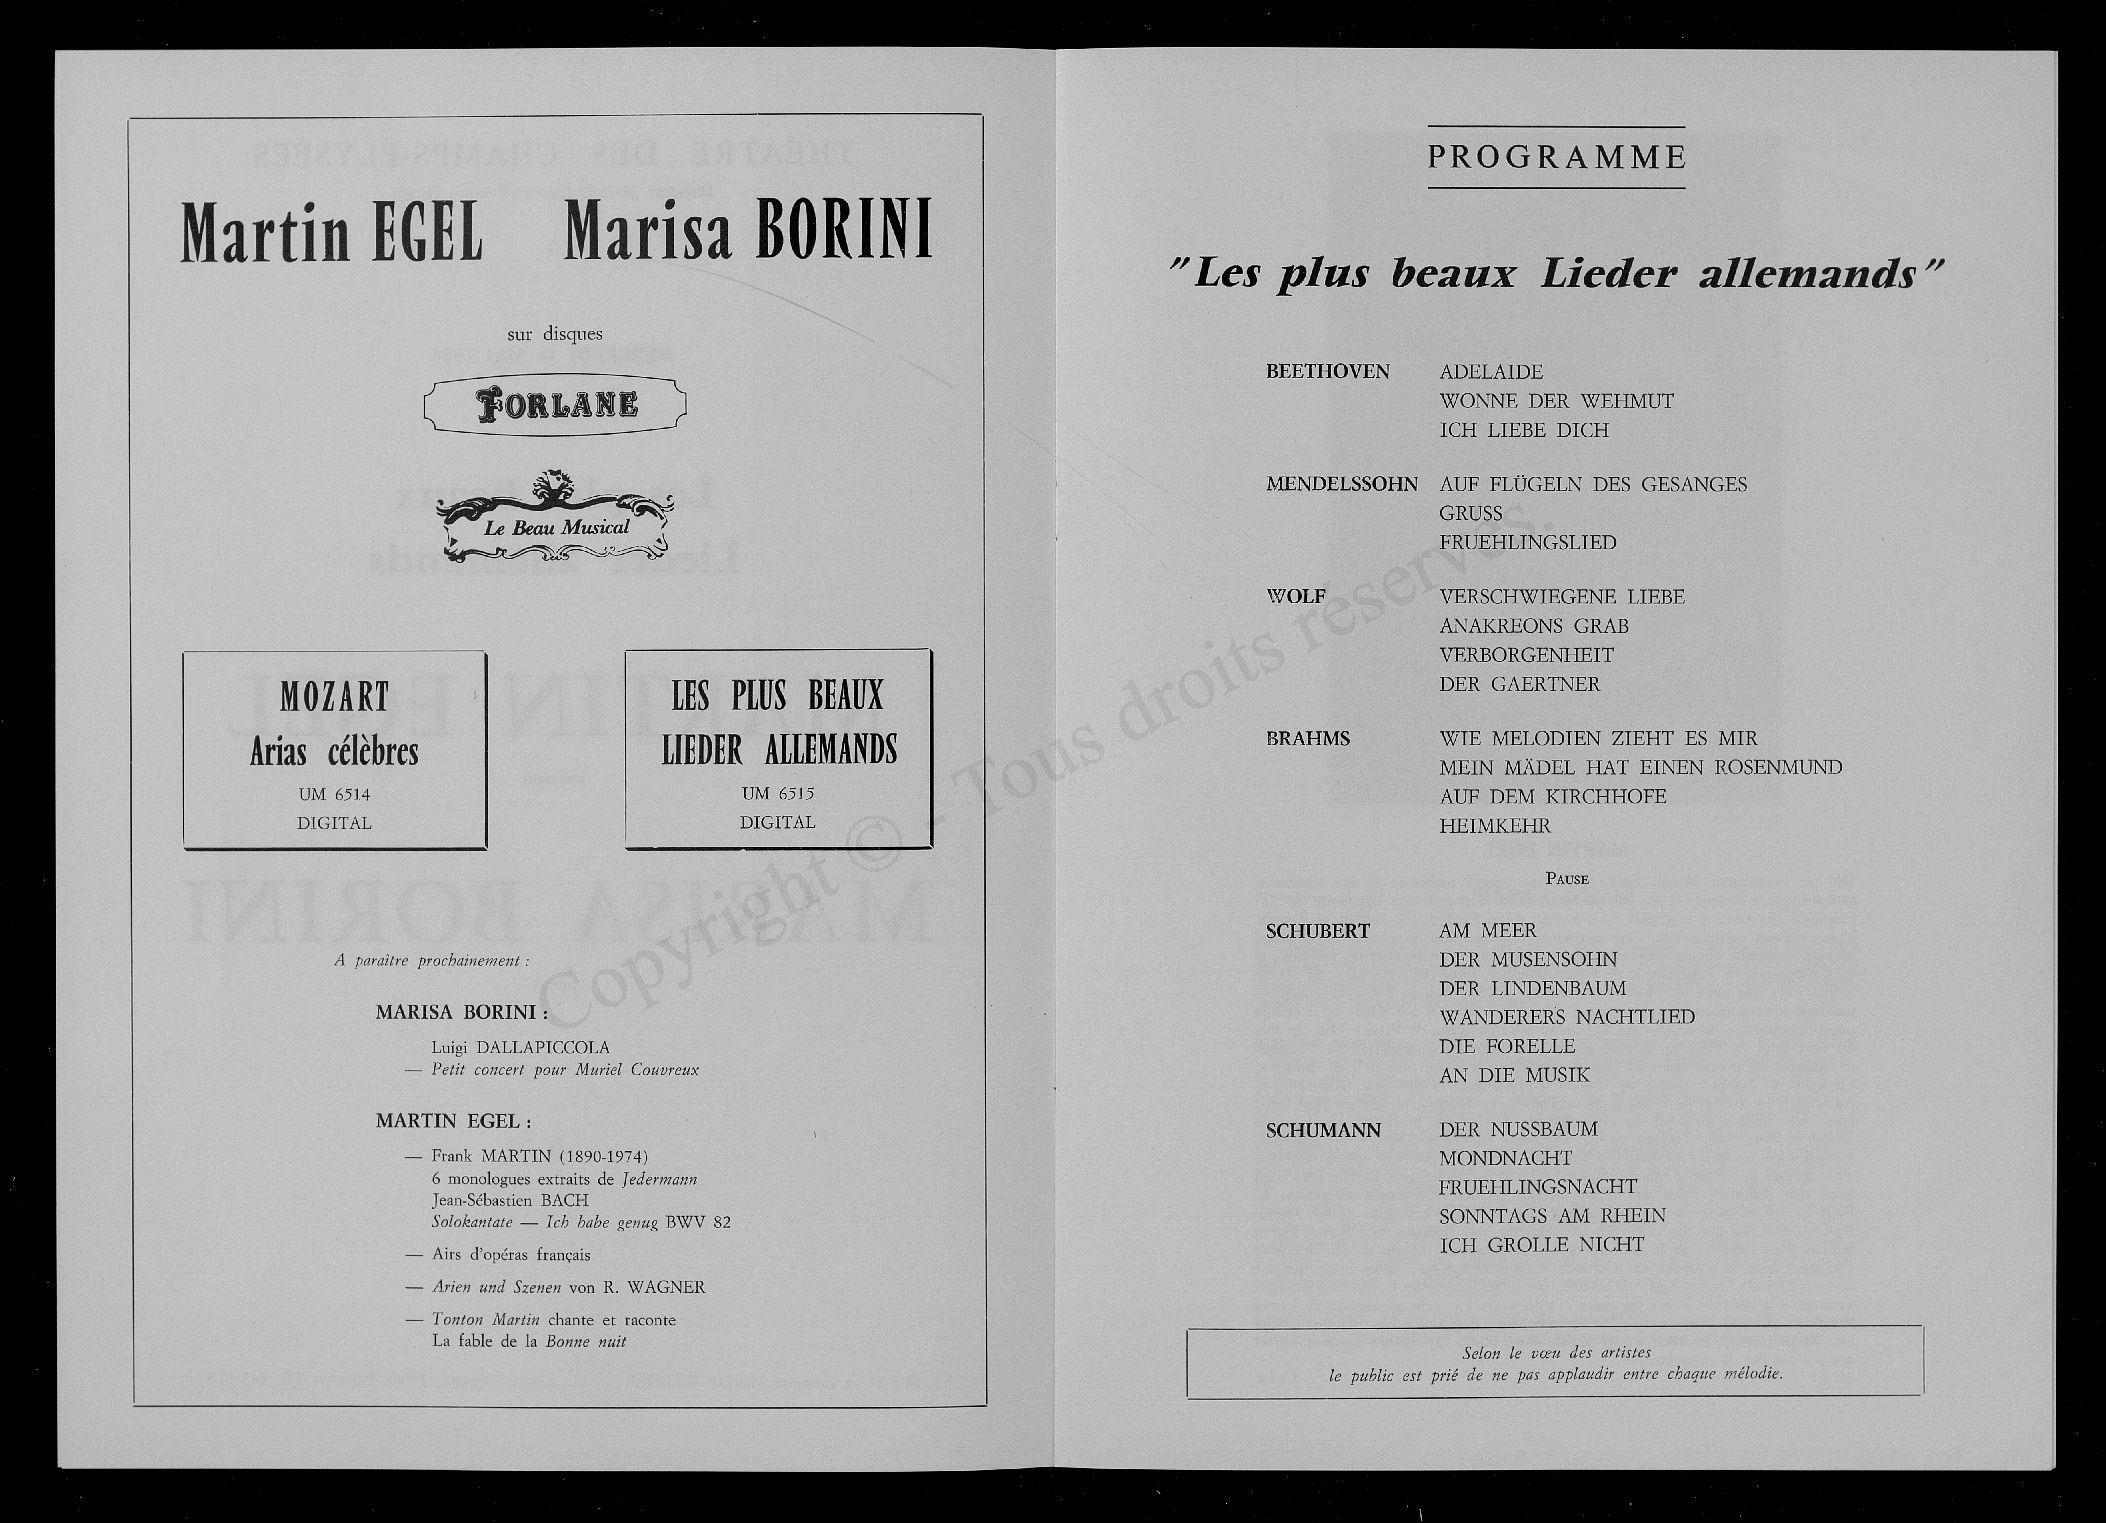 Martin EGEL Marisa BORINI
sur disques
FORLANE
Le Beau Musical
MOZART
Arias célèbres
UM 6514
DIGITAL
LES PLUS BEAUX
LIEDER ALLEMANDS
UM 6515
DIGITAL
A paraître prochainement :
MARISA BORINI :
Luigi DALLAPICCOLA
— Petit concert pour Muriel Couvreux
MARTIN EGEL :
— Frank MARTIN (1890-1974)
6 monologues extraits de Jedermann
Jean-Sébastien BACH
Solokantate — Ich habe genug BWV 82
— Airs d'opéras français
— Arien und Szenen von R. WAGNER
— Tonton Martin chante et raconte
La fable de la Bonne nuit
PROGRAMME
"Les plus beaux Lieder allemands"
BEETHOVEN ADELAIDE
WONNE DER WEHMUT
ICH LIEBE DICH
MENDELSSOHN AUF FLÜGELN DES GESANGES
GRUSS
FRUEHLINGSLIED
WOLF VERSCHWIEGENE LIEBE
ANAKREONS GRAB
VERBORGENHEIT
DER GAERTNER
BRAHMS WIE MELODIEN ZIEHT ES MIR
MEIN MÄDEL HAT EINEN ROSENMUND
AUF DEM KIRCHHOFE
HEIMKEHR
PAUSE
SCHUBERT AM MEER
DER MUSENSOHN
DER LINDENBAUM
WANDERERS NACHTLIED
DIE FORELLE
AN DIE MUSIK
SCHUMANN DER NUSSBAUM
MONDNACHT
FRUEHLINGSNACHT
SONNTAGS AM RHEIN
ICH GROLLE NICHT
Selon le vœu des artistes
le public est prié de ne pas applaudir entre chaque mélodie.
Copyright © - Tous droits réservés.